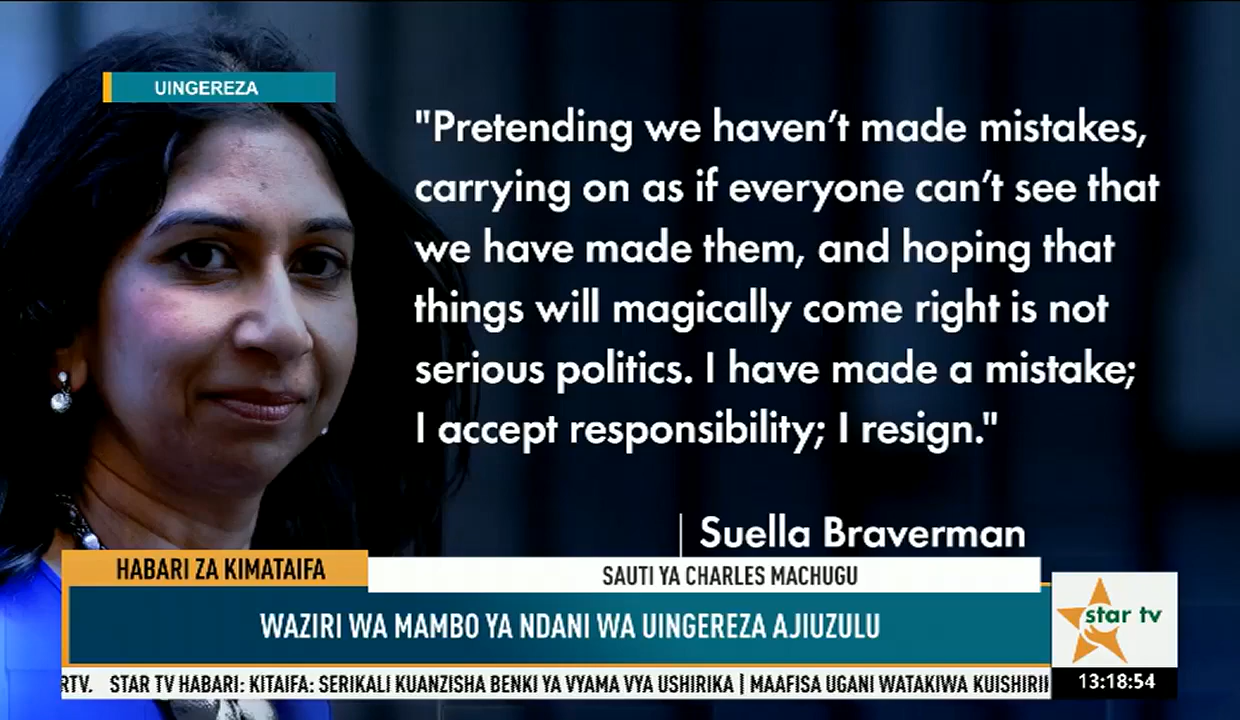 UINGEREZA
"Pretending we haven't made mistakes,
carrying on as if everyone can't see that
we have made them, and hoping that
things will magically come right is not
serious politics. I have made a mistake;
I accept responsibility; I resign."
Suella Braverman
HABARI ZA KIMATAIFA
SAUTI YA CHARLES MACHUGU
WAZIRI WA MAMBO YA NDANI WA UINGEREZA AJIUZULU
star tv
RTV. STAR TV HABARI: KITAIFA: SERIKALI KUANZISHA BENKI YA VYAMA VYA USHIRIKA | MAAFISA UGANI WATAKIWA
13:18:54